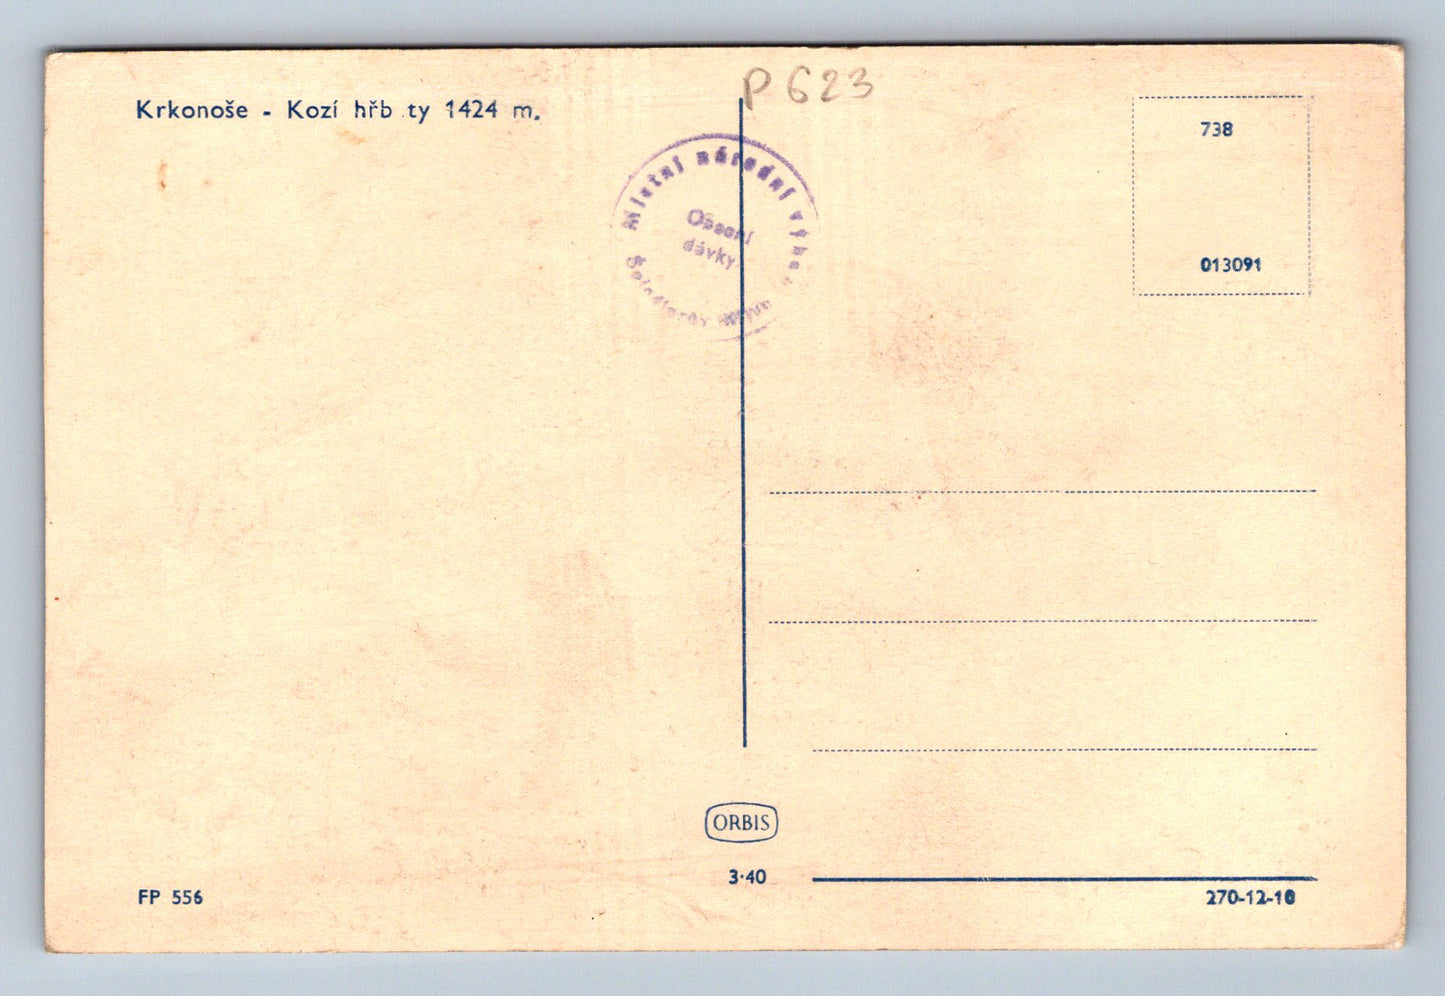 P 623
Krkonoše - Kozí hřb ty 1424 m.
738
Místní národní výbor
Obecní
dávky
013091
ORBIS
3·40
FP 556
270-12-18